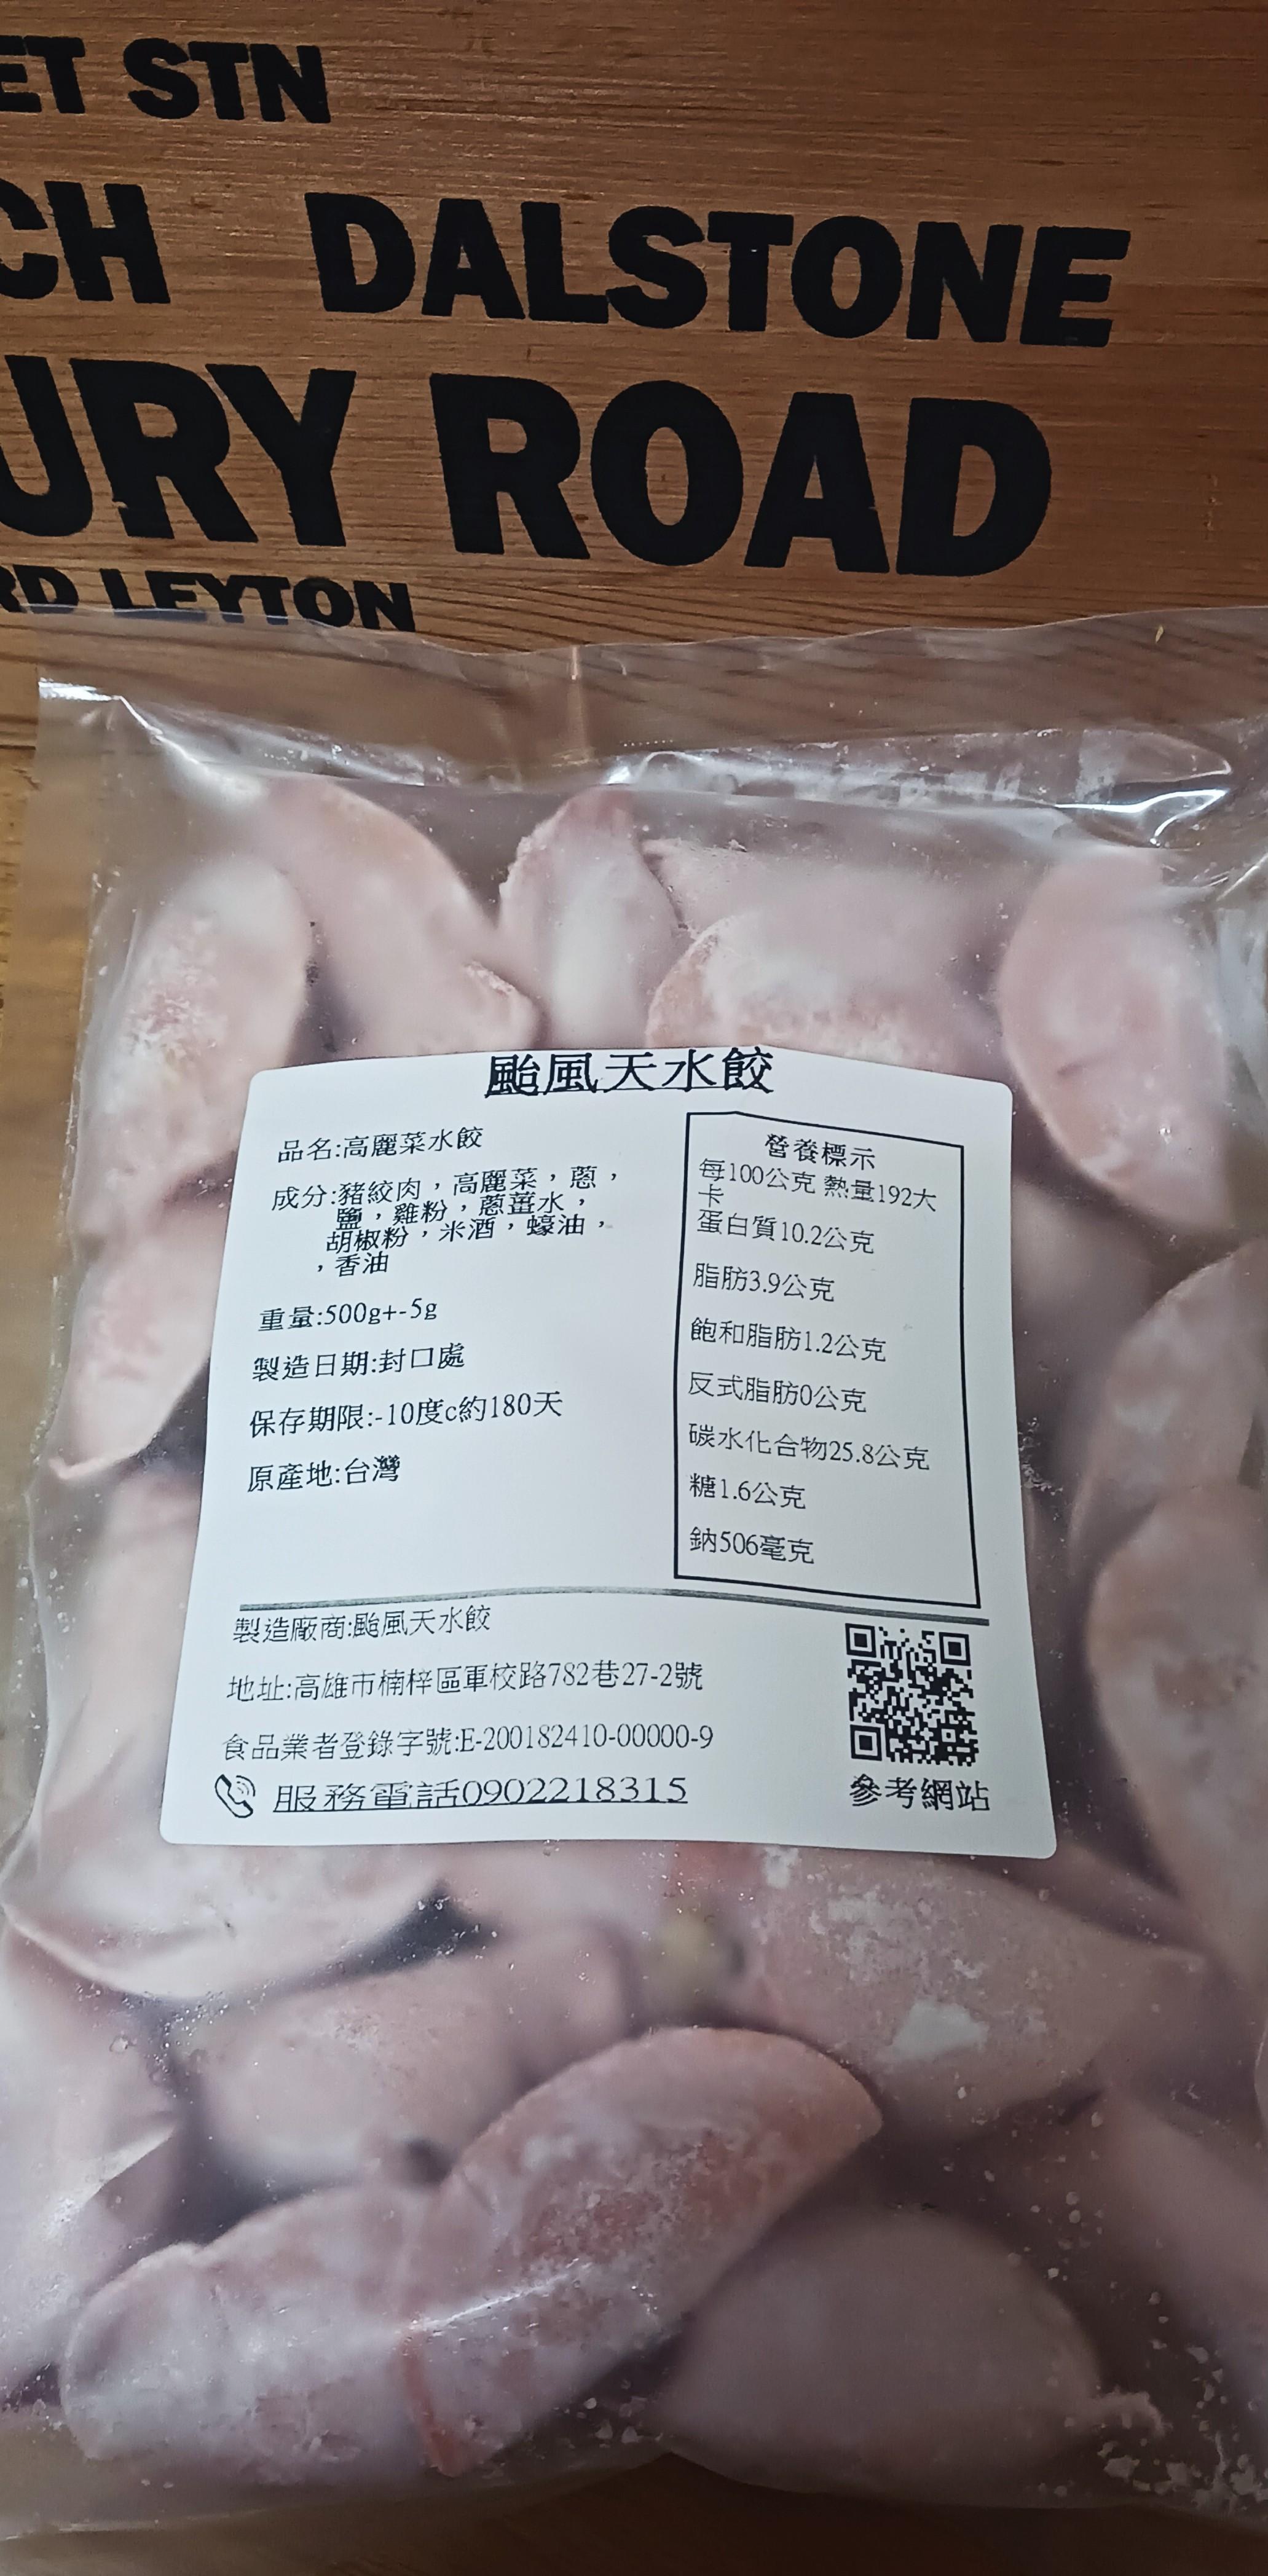 ET STN
CH DALSTONE
URY ROAD
RD LEYTON
颱風天水餃
品名:高麗菜水餃
成分:豬絞肉，高麗菜，蔥，
鹽，雞粉，蔥薑水，
胡椒粉，米酒，蠔油，
，香油
重量:500g+-5g
製造日期:封口處
保存期限:-10度c約180天
原產地:台灣
營養標示
每100公克 熱量192大
卡
蛋白質10.2公克
脂肪3.9公克
飽和脂肪1.2公克
反式脂肪0公克
碳水化合物25.8公克
糖1.6公克
鈉506毫克
製造廠商:颱風天水餃
地址:高雄市楠梓區軍校路782巷27-2號
食品業者登錄字號:E-200182410-00000-9
服務電話0902218315
參考網站